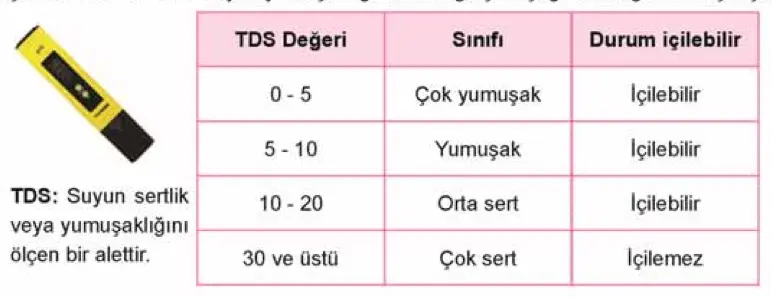 TDS Değeri Sınıfı Durum içilebilir
0 - 5 Çok yumuşak İçilebilir
5 - 10 Yumuşak İçilebilir
10 - 20 Orta sert İçilebilir
30 ve üstü Çok sert İçilemez
TDS: Suyun sertlik
veya yumuşaklığını
ölçen bir alettir.